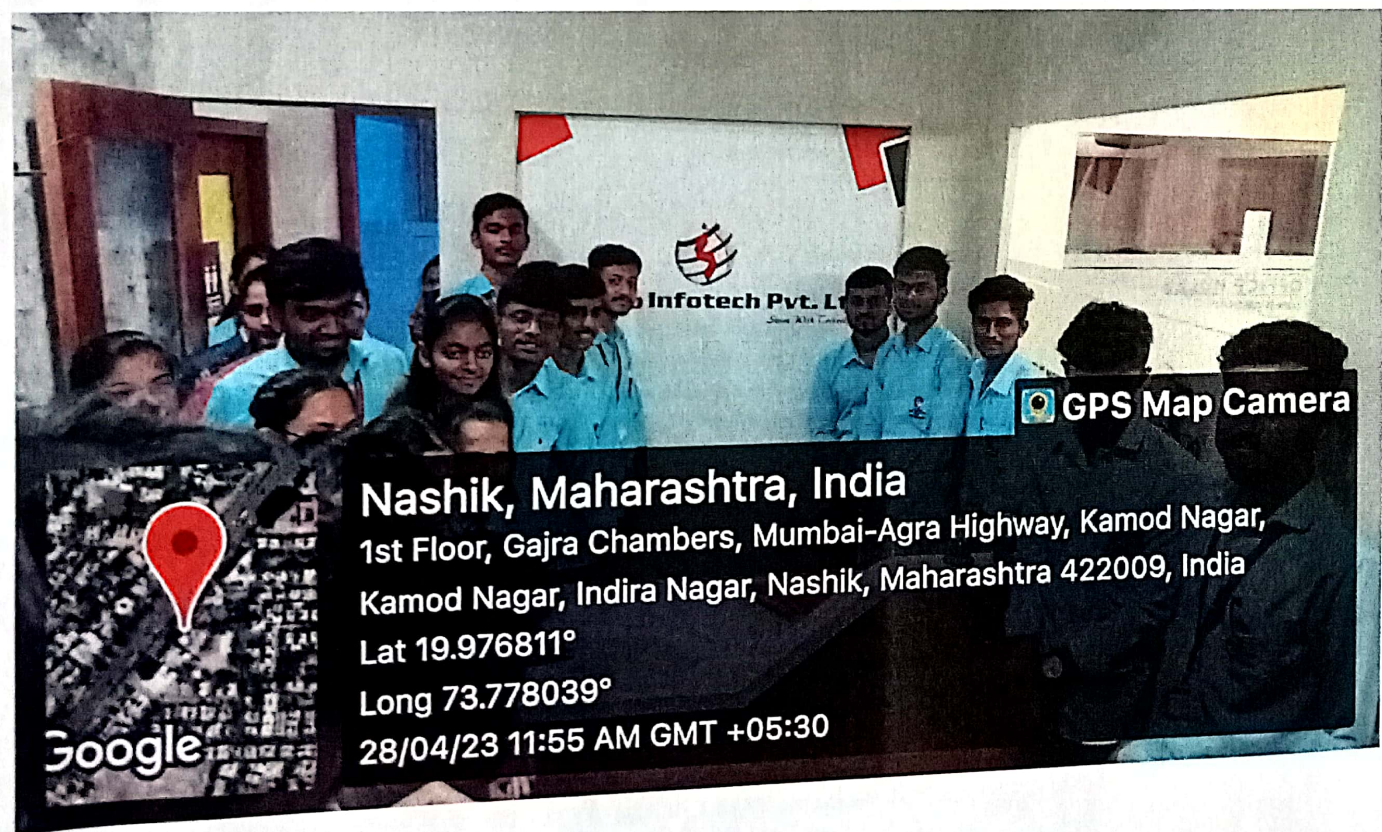 Infotech Pvt. L
GPS Map Camera
Nashik, Maharashtra, India
1st Floor, Gajra Chambers, Mumbai-Agra Highway, Kamod Nagar,
Kamod Nagar, Indira Nagar, Nashik, Maharashtra 422009, India
Lat 19.976811°
Long 73.778039°
28/04/23 11:55 AM GMT +05:30
Google